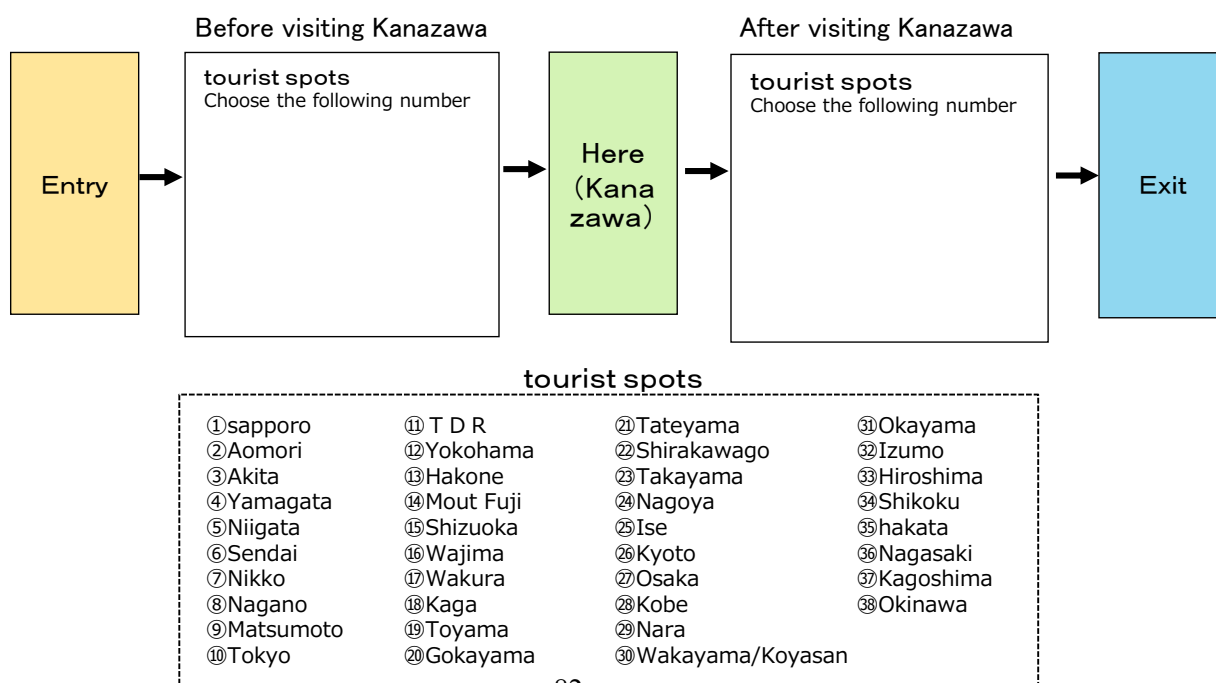 Before visiting Kanazawa
After visiting Kanazawa
Entry
tourist spots
Choose the following number
Here
（Kana
zawa）
tourist spots
Choose the following number
Exit
tourist spots
①sapporo
②Aomori
③Akita
④Yamagata
⑤Niigata
⑥Sendai
⑦Nikko
⑧Nagano
⑨Matsumoto
⑩Tokyo
⑪ＴＤＲ
⑫Yokohama
⑬Hakone
⑭Mout Fuji
⑮Shizuoka
⑯Wajima
⑰Wakura
⑱Kaga
⑲Toyama
⑳Gokayama
㉑Tateyama
㉒Shirakawago
㉓Takayama
㉔Nagoya
㉕Ise
㉖Kyoto
㉗Osaka
㉘Kobe
㉙Nara
㉚Wakayama/Koyasan
㉛Okayama
㉜Izumo
㉝Hiroshima
㉞Shikoku
㉟hakata
㊱Nagasaki
㊲Kagoshima
㊳Okinawa